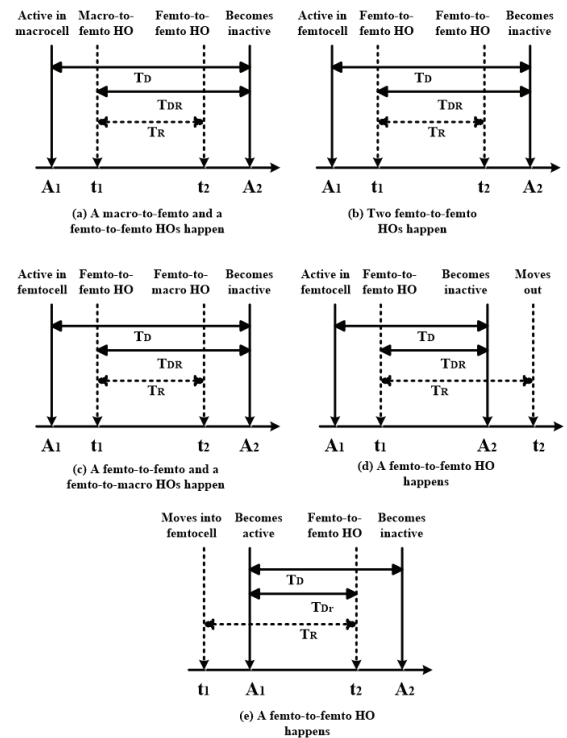 Active in Macro-to- Femto-to- Becomes
macrocell femto HO femto HO inactive
TD
TDR
TR
A1 t1 t2 A2
(a) A macro-to-femto and a
femto-to-femto HOs happen
Active in Femto-to- Femto-to- Becomes
femtocell femto HO femto HO inactive
TD
TDR
TR
A1 t1 t2 A2
(b) Two femto-to-femto
HOs happen
Active in Femto-to- Femto-to- Becomes
femtocell femto HO macro HO inactive
TD
TDR
TR
A1 t1 t2 A2
(c) A femto-to-femto and a
femto-to-macro HOs happen
Active in Femto-to- Becomes Moves
femtocell femto HO inactive out
TD
TDR
TR
A1 t1 A2 t2
(d) A femto-to-femto HO
happens
Moves into Becomes Femto-to- Becomes
femtocell active femto HO inactive
TD
TDr
TR
t1 A1 t2 A2
(e) A femto-to-femto HO
happens